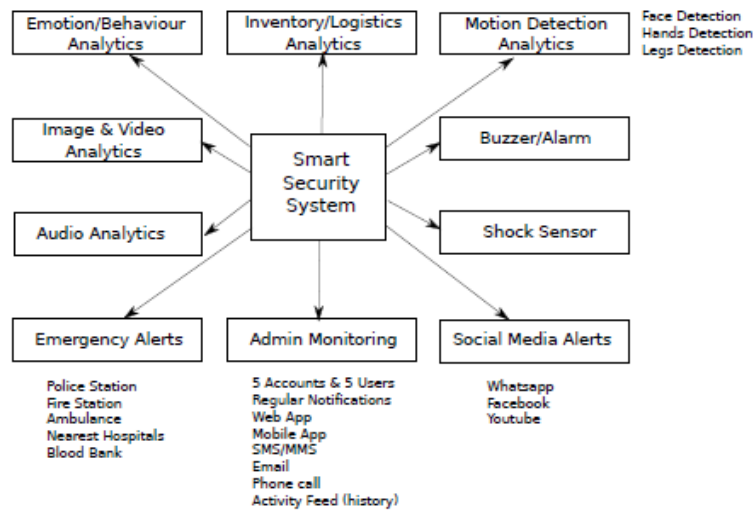 Emotion/Behaviour
Analytics
Inventory/Logistics
Analytics
Motion Detection
Analytics
Face Detection
Hands Detection
Legs Detection
Image & Video
Analytics
Smart
Security
System
Buzzer/Alarm
Audio Analytics
Shock Sensor
Emergency Alerts
Admin Monitoring
Social Media Alerts
Police Station
Fire Station
Ambulance
Nearest Hospitals
Blood Bank
5 Accounts & 5 Users
Regular Notifications
Web App
Mobile App
SMS/MMS
Email
Phone call
Activity Feed (history)
Whatsapp
Facebook
Youtube